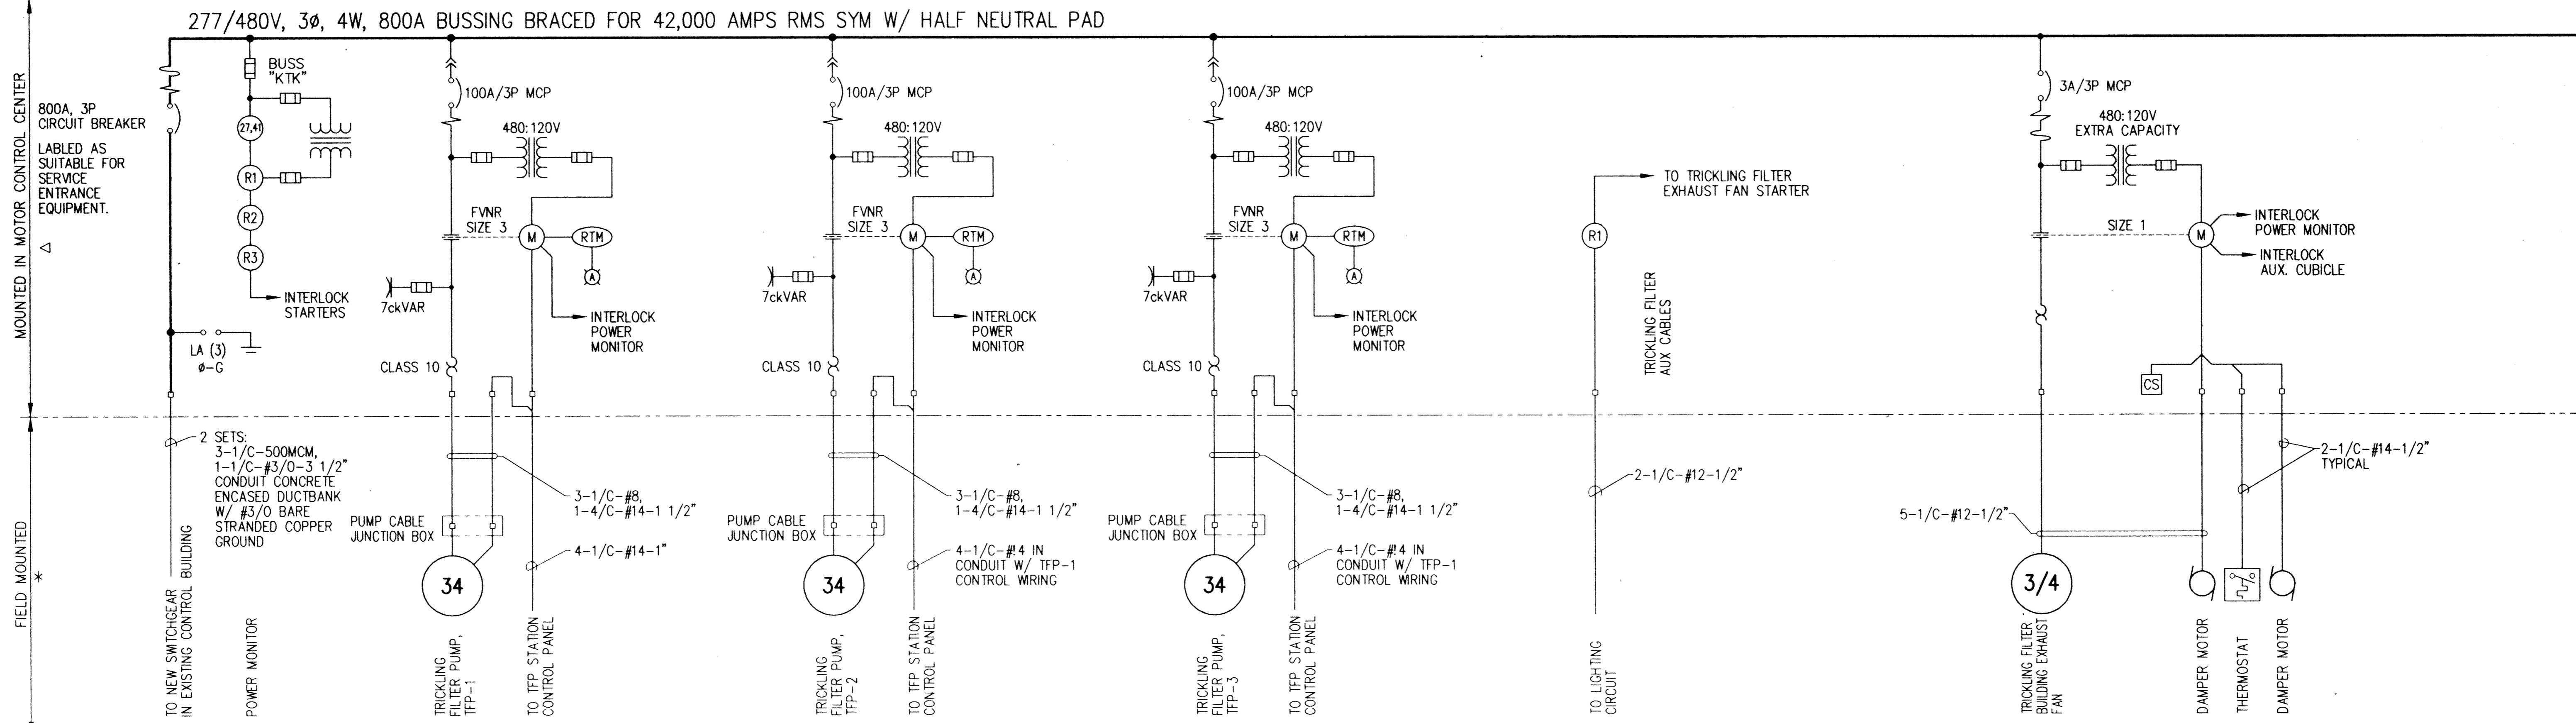 277/480V, 3ø, 4W, 800A BUSSING BRACED FOR 42,000 AMPS RMS SYM W/ HALF NEUTRAL PAD
MOUNTED IN MOTOR CONTROL CENTER
FIELD MOUNTED
*
800A, 3P
CIRCUIT BREAKER
LABLED AS
SUITABLE FOR
SERVICE
ENTRANCE
EQUIPMENT.
LA (3)
ø-G
2 SETS:
3-1/C-500MCM,
1-1/C-#3/0-3 1/2"
CONDUIT CONCRETE
ENCASED DUCTBANK
W/ #3/0 BARE
STRANDED COPPER
GROUND
TO NEW SWITCHGEAR
IN EXISTING CONTROL BUILDING
BUSS
"KTK"
27,41
R1
R2
R3
INTERLOCK
STARTERS
POWER MONITOR
100A/3P MCP
480:120V
FVNR
SIZE 3
M
RTM
A
7ckVAR
INTERLOCK
POWER
MONITOR
CLASS 10
3-1/C-#8,
1-4/C-#14-1 1/2"
PUMP CABLE
JUNCTION BOX
4-1/C-#14-1"
34
TRICKLING
FILTER PUMP,
TFP-1
TO TFP STATION
CONTROL PANEL
100A/3P MCP
480:120V
FVNR
SIZE 3
M
RTM
A
7ckVAR
INTERLOCK
POWER
MONITOR
CLASS 10
3-1/C-#8,
1-4/C-#14-1 1/2"
PUMP CABLE
JUNCTION BOX
4-1/C-#14 IN
CONDUIT W/ TFP-1
CONTROL WIRING
34
TRICKLING
FILTER PUMP,
TFP-2
TO TFP STATION
CONTROL PANEL
100A/3P MCP
480:120V
FVNR
SIZE 3
M
RTM
A
7ckVAR
INTERLOCK
POWER
MONITOR
CLASS 10
3-1/C-#8,
1-4/C-#14-1 1/2"
PUMP CABLE
JUNCTION BOX
4-1/C-#14 IN
CONDUIT W/ TFP-1
CONTROL WIRING
34
TRICKLING
FILTER PUMP,
TFP-3
TO TFP STATION
CONTROL PANEL
TO TRICKLING FILTER
EXHAUST FAN STARTER
R1
TRICKLING FILTER
AUX CABLES
2-1/C-#12-1/2"
TO LIGHTING
CIRCUIT
3A/3P MCP
480:120V
EXTRA CAPACITY
SIZE 1
M
INTERLOCK
POWER MONITOR
INTERLOCK
AUX. CUBICLE
CS
2-1/C-#14-1/2"
TYPICAL
5-1/C-#12-1/2"
3/4
TRICKLING FILTER
BUILDING EXHAUST
FAN
DAMPER MOTOR
THERMOSTAT
DAMPER MOTOR